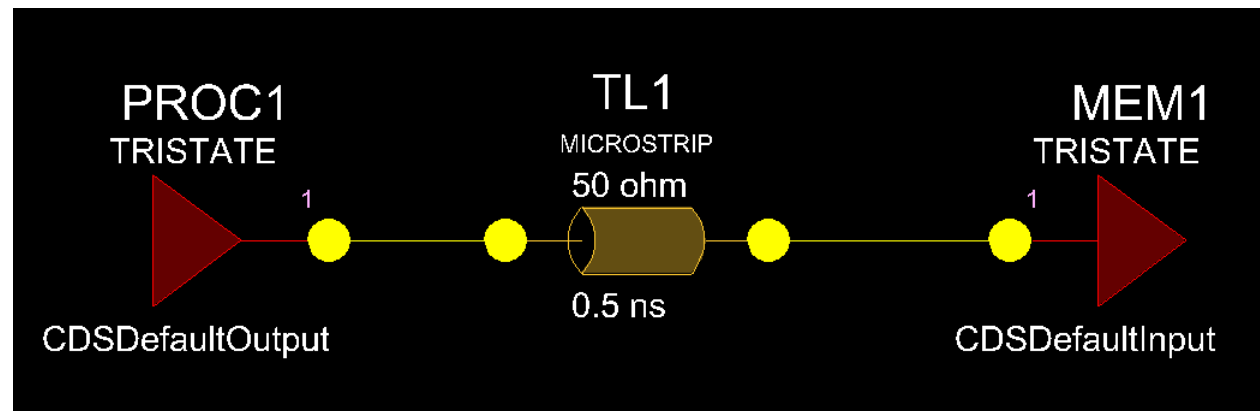 PROC1
TRISTATE
1
CDSDefaultOutput
TL1
MICROSTRIP
50 ohm
0.5 ns
MEM1
TRISTATE
1
CDSDefaultInput